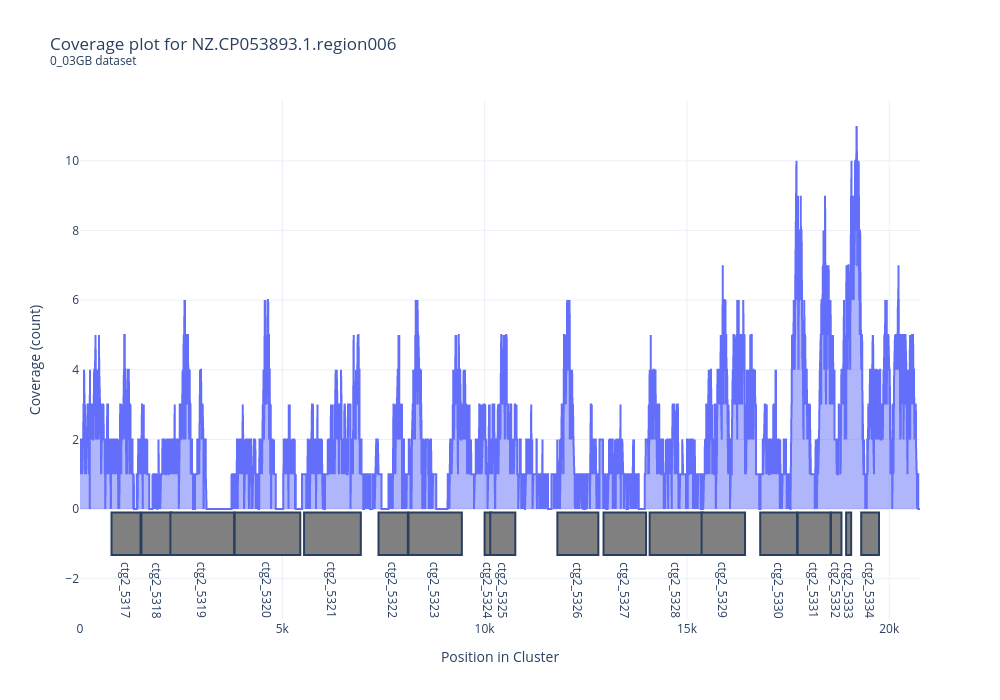 Coverage plot for NZ.CP053893.1.region006
0_03GB dataset
Coverage (count)
10
8
6
4
2
0
−2
ctg2_5317
ctg2_5318
ctg2_5319
ctg2_5320
ctg2_5321
ctg2_5322
ctg2_5323
ctg2_5324
ctg2_5325
ctg2_5326
ctg2_5327
ctg2_5328
ctg2_5329
ctg2_5330
ctg2_5331
ctg2_5332
ctg2_5333
ctg2_5334
0
5k
10k
15k
20k
Position in Cluster